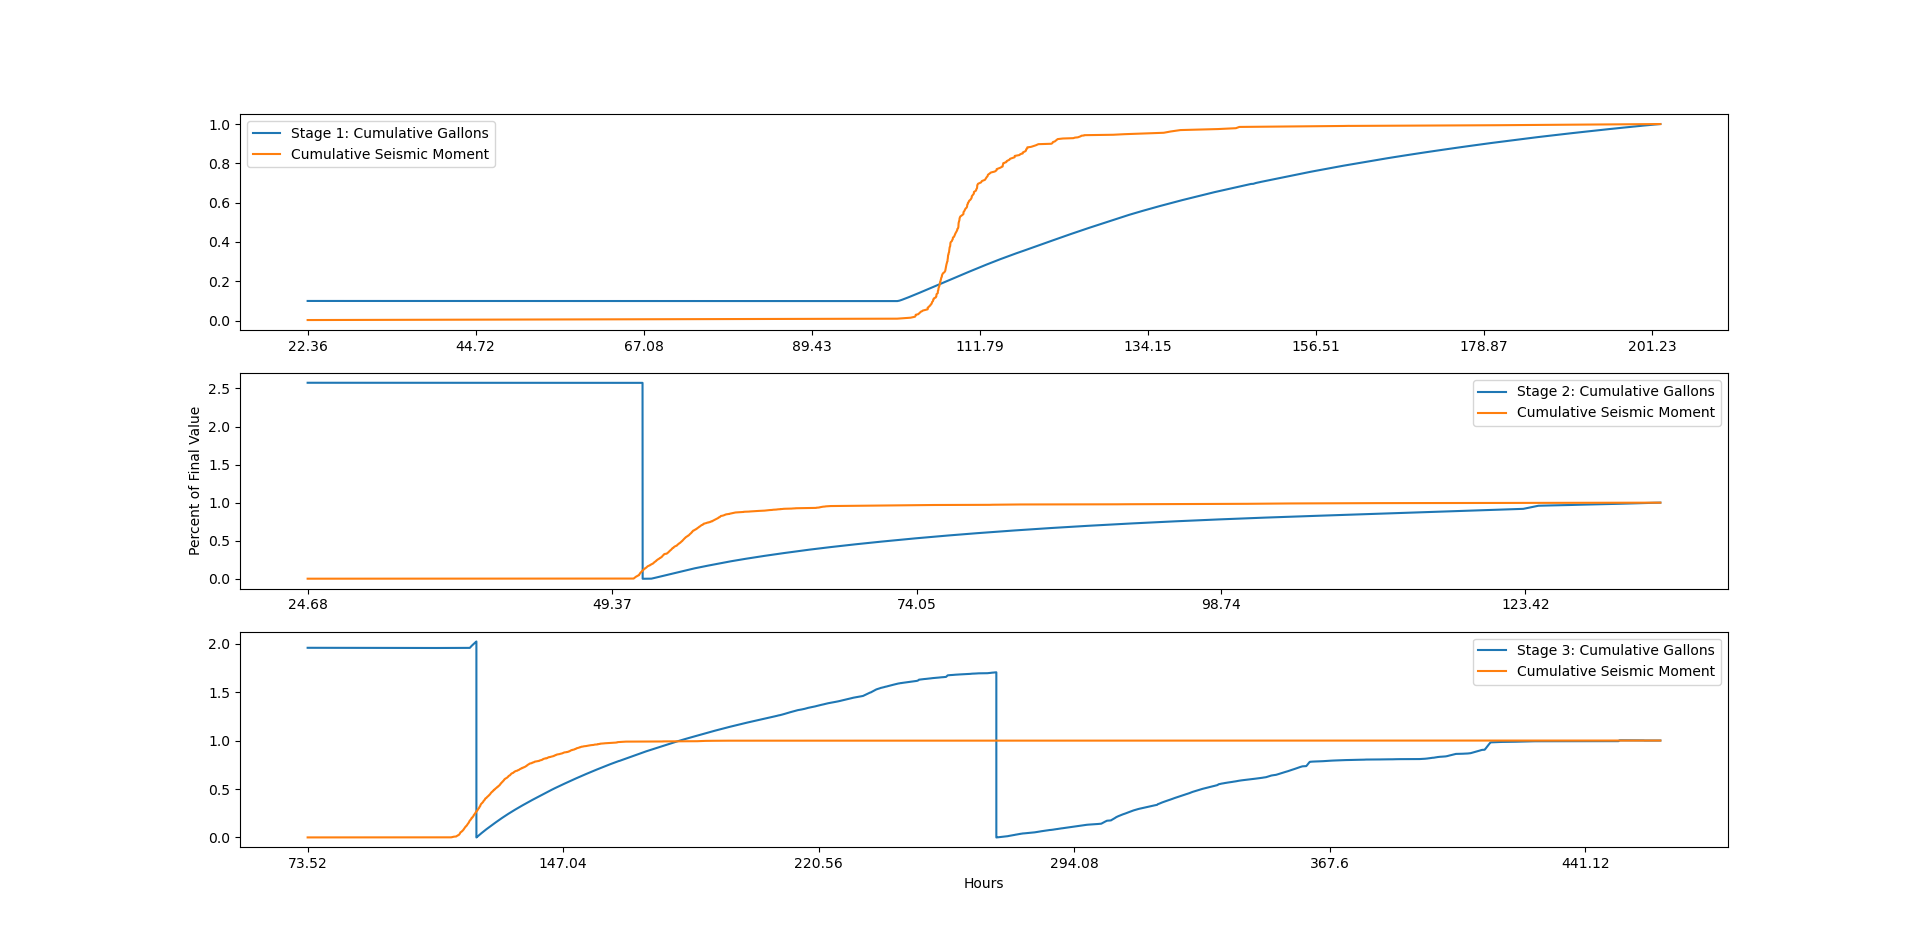 1.0
0.8
0.6
0.4
0.2
0.0
Stage 1: Cumulative Gallons
Cumulative Seismic Moment
22.36 44.72 67.08 89.43 111.79 134.15 156.51 178.87 201.23
Percent of Final Value
2.5
2.0
1.5
1.0
0.5
0.0
Stage 2: Cumulative Gallons
Cumulative Seismic Moment
24.68 49.37 74.05 98.74 123.42
2.0
1.5
1.0
0.5
0.0
Stage 3: Cumulative Gallons
Cumulative Seismic Moment
73.52 147.04 220.56 294.08 367.6 441.12
Hours